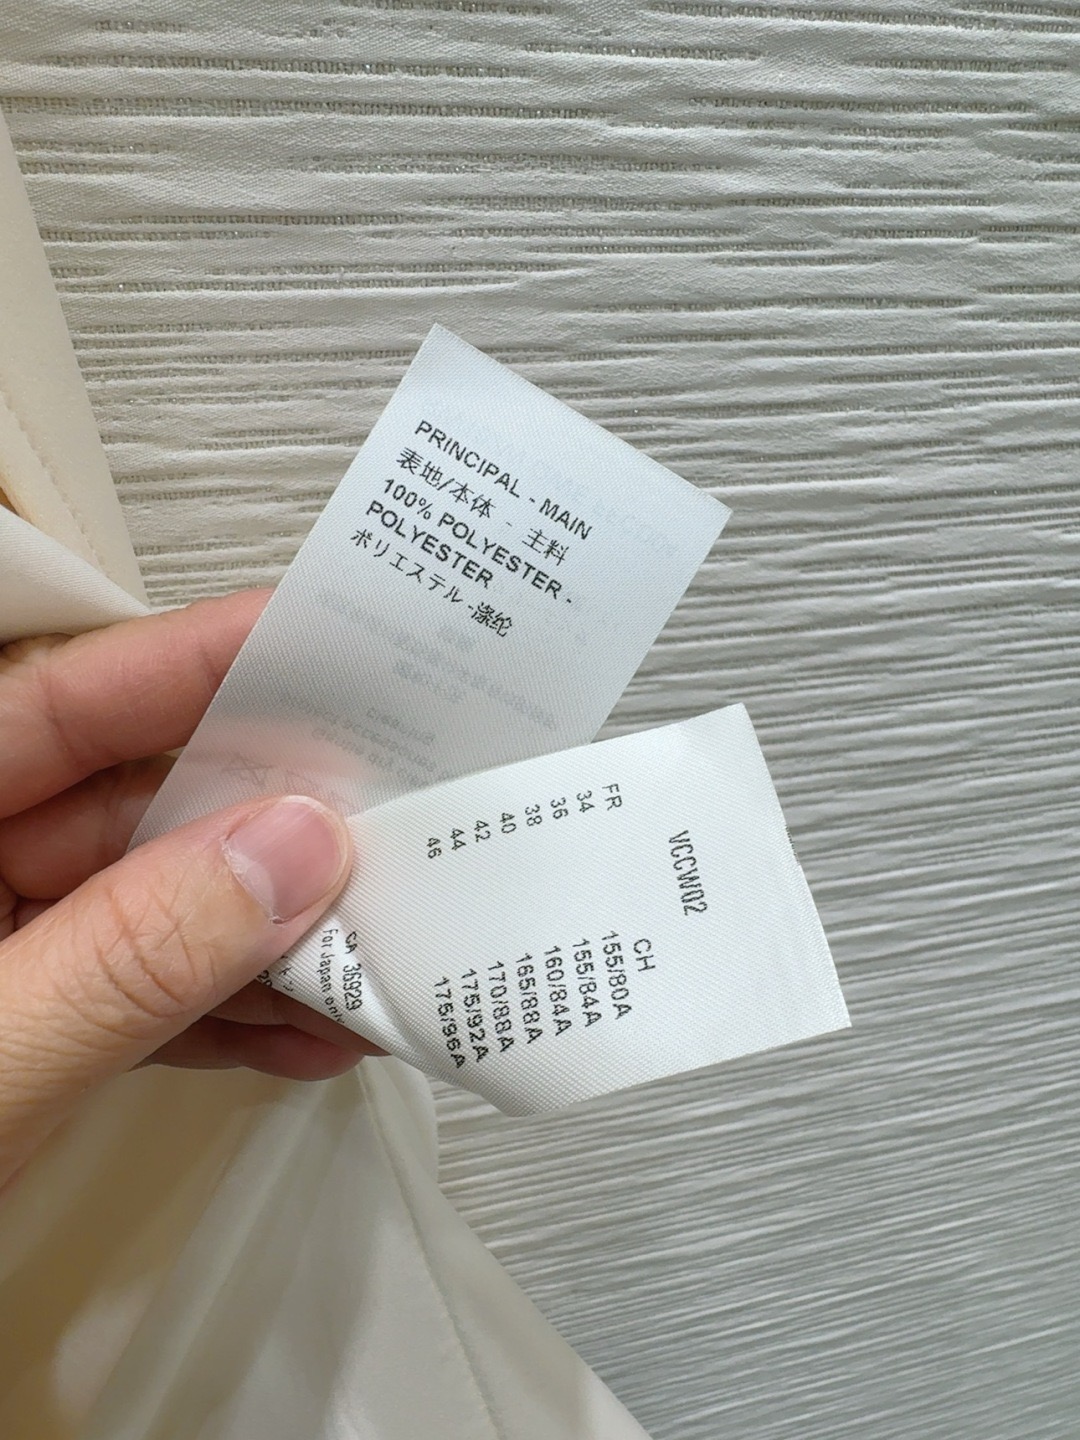 PRINCIPAL - MAIN
表地/本体 - 主料
100% POLYESTER -
POLYESTER
ポリエステル -涤纶
VCCW02
FR
34
36
38
40
42
44
46
CH
155/80A
155/84A
160/84A
165/88A
170/88A
175/92A
175/96A
CA 36929
For Japan only